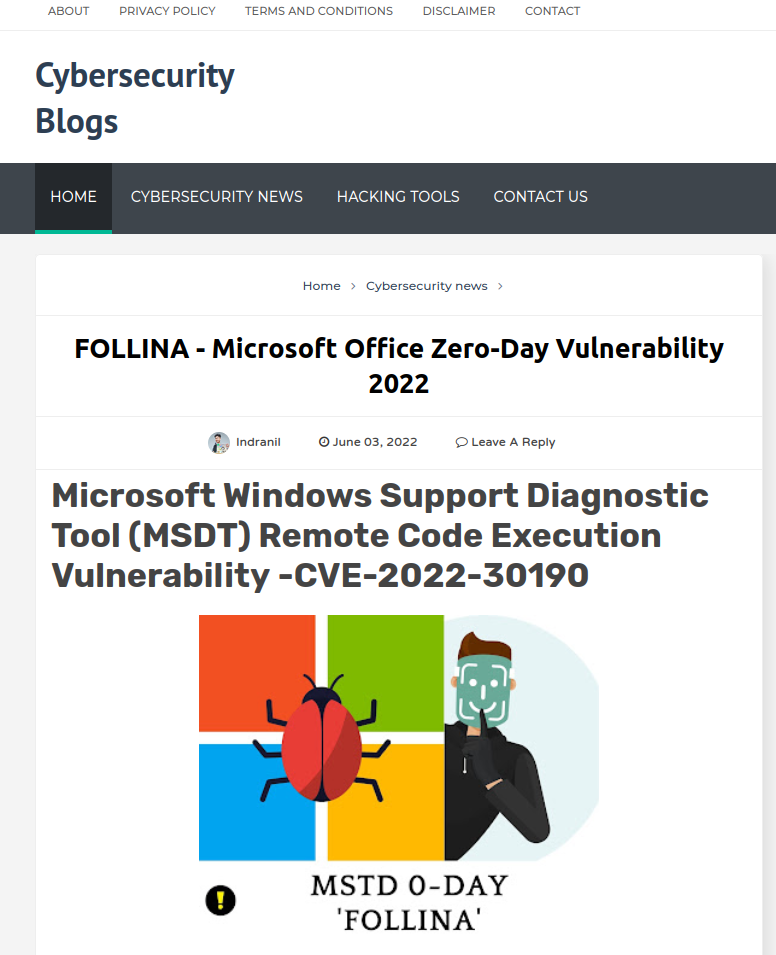 ABOUT PRIVACY POLICY TERMS AND CONDITIONS DISCLAIMER CONTACT
Cybersecurity
Blogs
HOME CYBERSECURITY NEWS HACKING TOOLS CONTACT US
Home › Cybersecurity news ›
FOLLINA - Microsoft Office Zero-Day Vulnerability
2022
Indranil June 03, 2022 Leave A Reply
Microsoft Windows Support Diagnostic
Tool (MSDT) Remote Code Execution
Vulnerability -CVE-2022-30190
! MSTD 0-DAY
'FOLLINA'